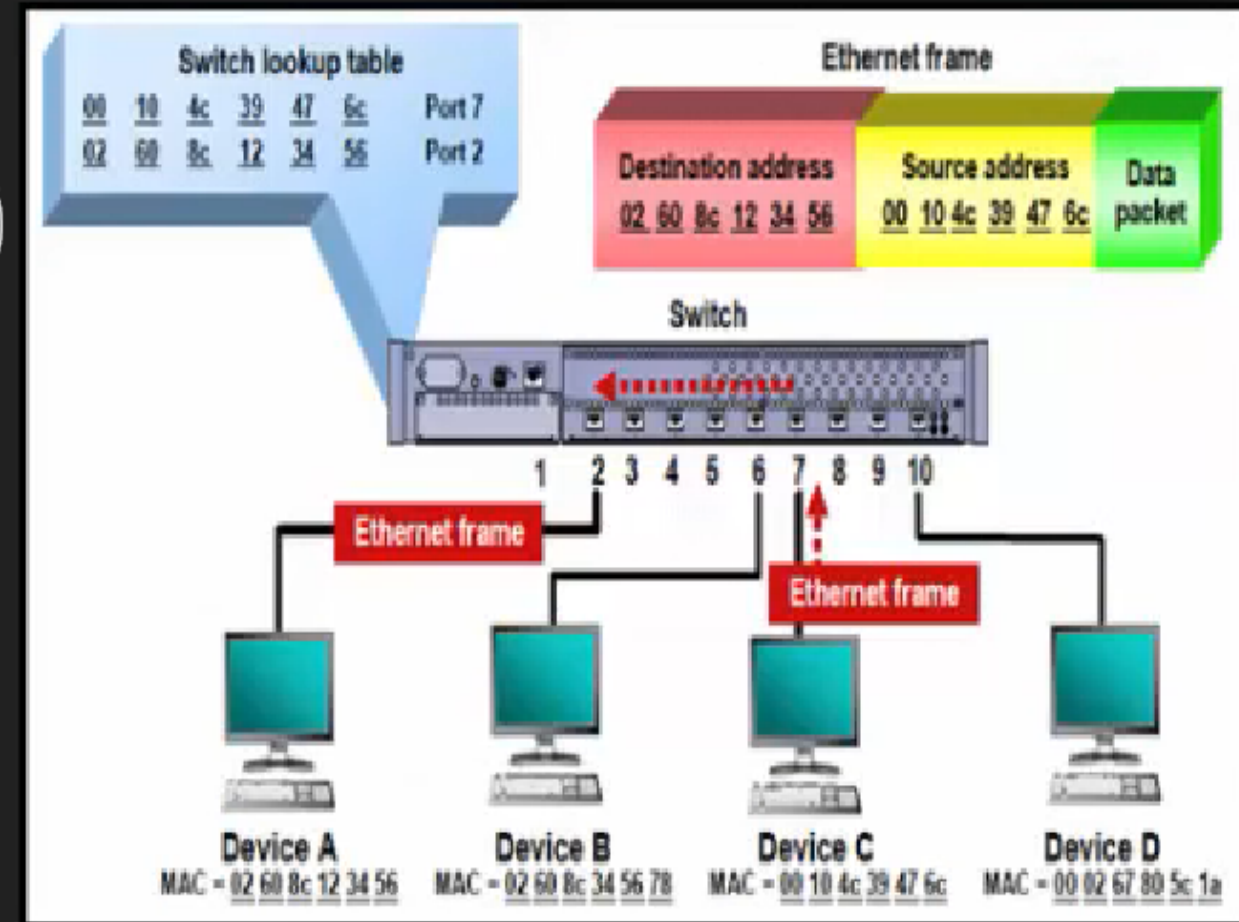 Switch lookup table
00 10 4c 39 47 6c Port 7
02 60 8c 12 34 56 Port 2
Ethernet frame
Destination address
02 60 8c 12 34 56
Source address
00 10 4c 39 47 6c
Data
packet
Switch
1 2 3 4 5 6 7 8 9 10
Ethernet frame
Ethernet frame
Device A
MAC - 02 60 8c 12 34 56
Device B
MAC - 02 60 8c 34 56 78
Device C
MAC - 00 10 4c 39 47 6c
Device D
MAC - 00 02 67 80 5c 1a